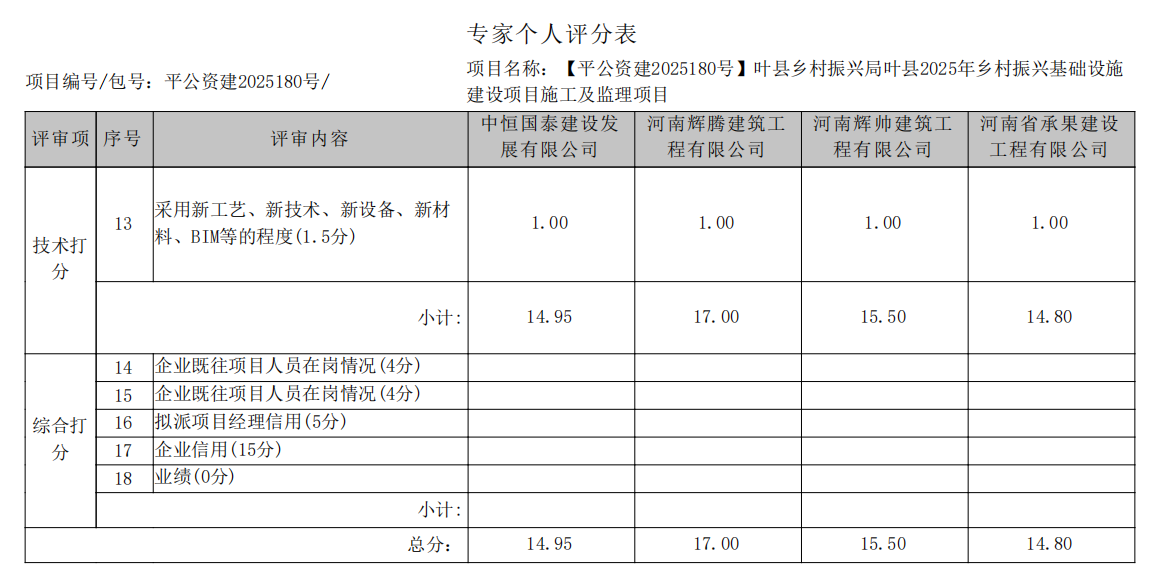 专家个人评分表
项目编号/包号: 平公资建2025180号/
项目名称: 【平公资建2025180号】叶县乡村振兴局叶县2025年乡村振兴基础设施
建设项目施工及监理项目
评审项 序号 评审内容 中恒国泰建设发 河南辉腾建筑工 河南辉帅建筑工 河南省承果建设
展有限公司 程有限公司 程有限公司 工程有限公司
技术打
分
13 采用新工艺、新技术、新设备、新材 1.00 1.00 1.00 1.00
料、BIM等的程度(1.5分)
小计: 14.95 17.00 15.50 14.80
综合打
分
14 企业既往项目人员在岗情况(4分)
15 企业既往项目人员在岗情况(4分)
16 拟派项目经理信用(5分)
17 企业信用(15分)
18 业绩(0分)
小计:
总分: 14.95 17.00 15.50 14.80